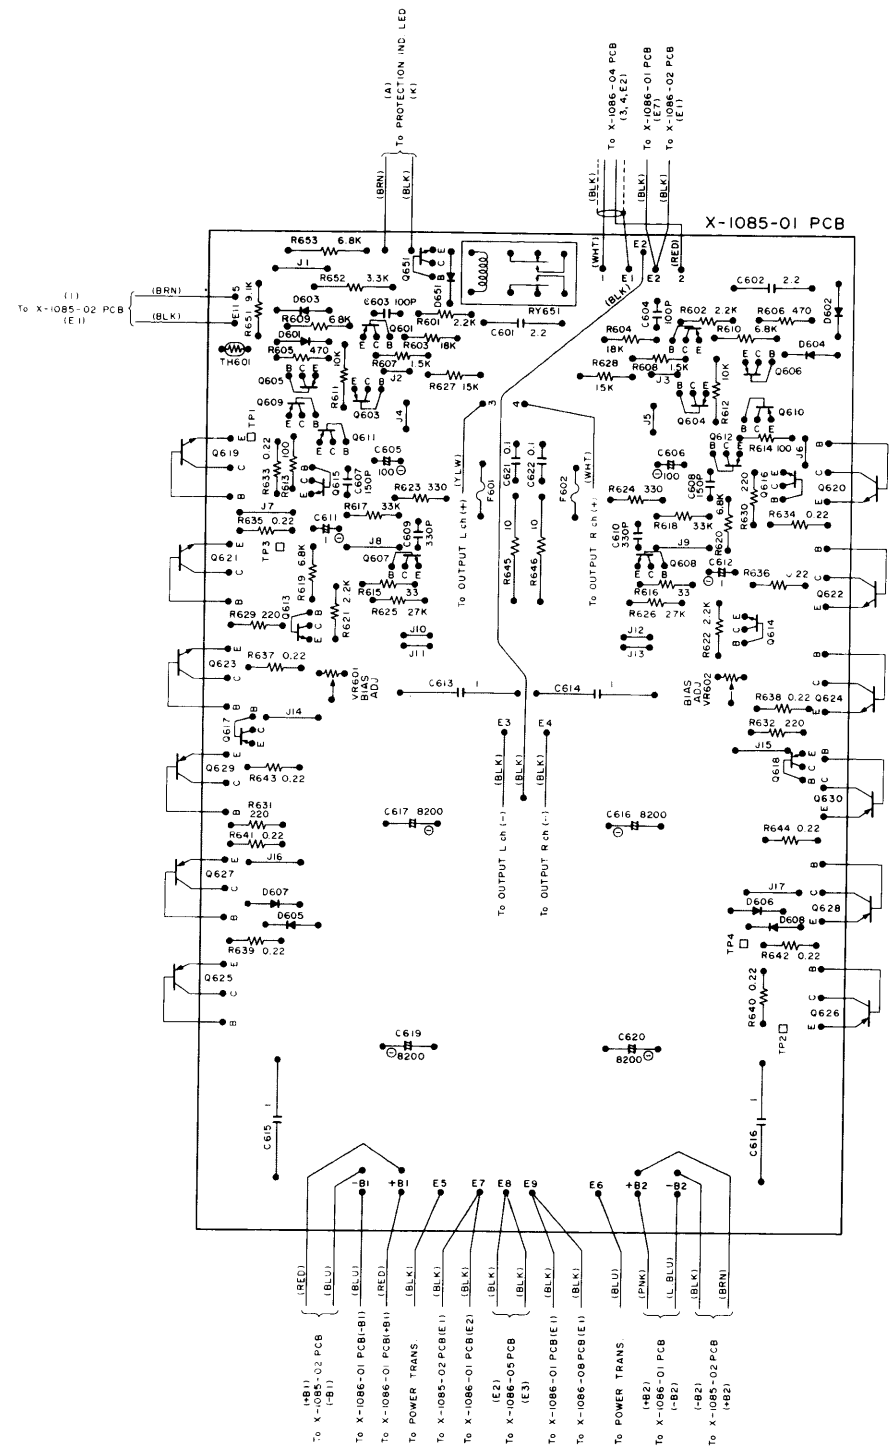 (A)
To PROTECTION IND. LED
(K)
(BRN)
(BLK)
To X-1086-04 PCB
(3, 4, E2)
To X-1086-01 PCB
(E7)
To X-1086-02 PCB
(E1)
(BLK)
(WHT)
(BLK)
(BLK)
(RED)
X-1085-01 PCB
(1)
To X-1085-02 PCB
(E1)
(BRN)
(BLK)
5
E11
R651 9.1K
R653 6.8K
J1
R652 3.3K
D603
C603 100P
R609 6.8K
Q601
D601
R603
18K
R605 470
10K
R607 1.5K
TH601
J2
R627 15K
Q605
R611
Q603
Q609
J4
Q611
Q651
E
C
B
D651
R601
2.2K
RY651
C601 2.2
(BLK)
1
E1
E2
E2
2
C604
100P
R602 2.2K
R604
18K
R610 6.8K
R606 470
C602 2.2
D602
D604
R608 1.5K
R628
15K
J3
10K
Q606
Q604
R612
J5
Q610
Q612
J6
R614 100
TP1
Q619
E
C
B
R633 0.22
R613 100
Q615
C607
150P
C605
100
R623 330
J7
R635 0.22
R617 33K
C611
1
C609
330P
TP3
J8
Q607
Q621
R619 6.8K
R615 33
R625 27K
Q613
R621 2.2K
R629 220
J10
J11
3
4
(YLW)
(WHT)
F601
F602
C621 0.1
C622 0.1
R645 10
R646 10
To OUTPUT L ch (+)
To OUTPUT R ch (+)
C606
100
C608
150P
R624 330
R618 33K
C610
330P
6.8K
R620
220
R630
Q616
R634 0.22
Q620
J9
Q608
C612
1
R616 33
R626 27K
R636 0.22
Q622
R622 2.2K
Q614
J12
J13
Q623
R637 0.22
VR601
BIAS
ADJ
C613 1
C614 1
BIAS
ADJ
VR602
R638 0.22
Q624
R632 220
Q617
J14
E3
E4
(BLK)
(BLK)
(BLK)
J15
Q618
Q629
R643 0.22
Q630
R631
220
R641 0.22
C617 8200
C616 8200
R644 0.22
To OUTPUT L ch (-)
To OUTPUT R ch (-)
J16
Q627
D607
D605
J17
D606
D608
Q628
R639 0.22
TP4
R642 0.22
Q625
R640 0.22
Q626
TP2
C619
8200
C620
8200
C615 1
C616 1
-B1
+B1
E5
E7
E8
E9
E6
+B2
-B2
(RED)
(BLU)
(BLU)
(RED)
(BLK)
(BLK)
(BLK)
(BLK)
(BLK)
(BLK)
(BLK)
(BLU)
(PNK)
(L.BLU)
(BLK)
(BRN)
(+B1)
To X-1085-02 PCB
(-B1)
To X-1086-01 PCB(-B1)
To X-1086-01 PCB(+B1)
To POWER TRANS.
To X-1085-02 PCB(E1)
To X-1086-01 PCB(E2)
(E2)
To X-1086-05 PCB
(E3)
To X-1086-01 PCB(E1)
To X-1086-08 PCB(E1)
To POWER TRANS.
(+B2)
To X-1086-01 PCB
(-B2)
(-B2)
To X-1085-02 PCB
(+B2)